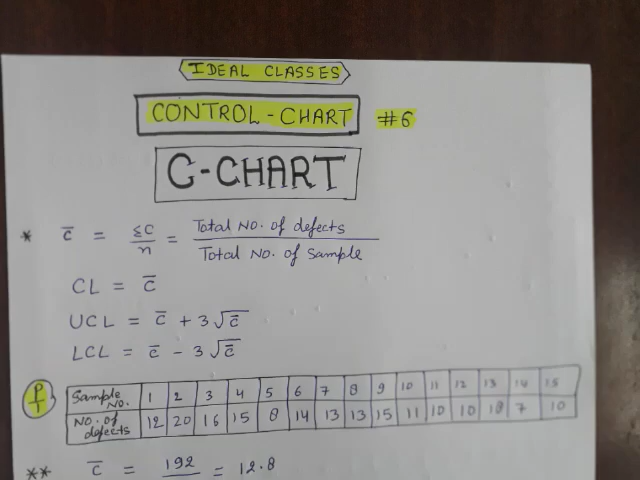 IDEAL CLASSES
CONTROL-CHART #6
C-CHART
* c̄ = ΣC/n = Total No. of defects / Total No. of Sample
CL = c̄
UCL = c̄ + 3√c̄
LCL = c̄ - 3√c̄
Sample No. 1 2 3 4 5 6 7 8 9 10 11 12 13 14 15
No. of defects 12 20 16 15 8 14 13 13 15 11 10 10 18 7 10
** c̄ = 192 = 12.8